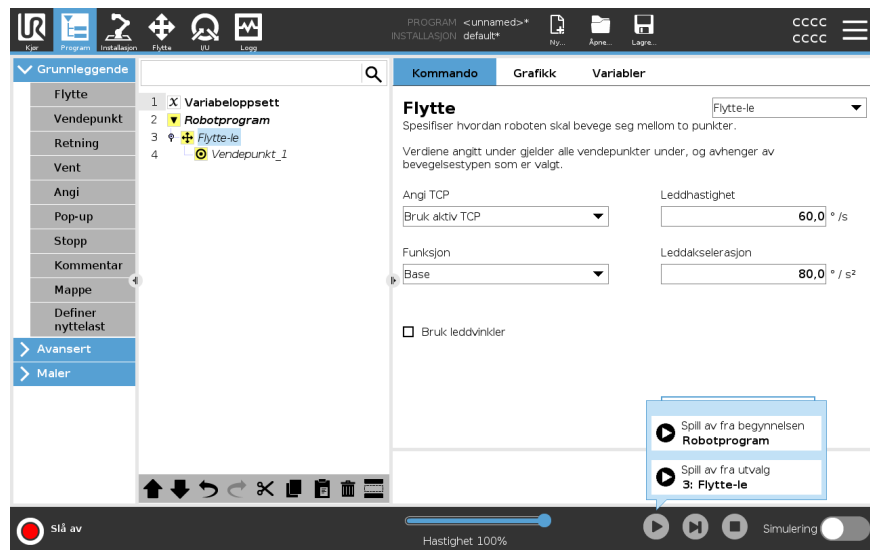 PROGRAM <unnamed>*
INSTALLASJON default*
CCCC
CCCC
Kjør
Program
Installasjon
Flytte
I/U
Logg
Ny...
Åpne...
Lagre...
Grunnleggende
Flytte
Vendepunkt
Retning
Vent
Angi
Pop-up
Stopp
Kommentar
Mappe
Definer
nyttelast
Avansert
Maler
1 X Variabeloppsett
2 Robotprogram
3 Flytte-le
4 Vendepunkt_1
Kommando Grafikk Variabler
Flytte
Flytte-le
Spesifiser hvordan roboten skal bevege seg mellom to punkter.
Verdiene angitt under gjelder alle vendepunkter under, og avhenger av
bevegelsestypen som er valgt.
Angi TCP
Bruk aktiv TCP
Leddhastighet
60,0 ° /s
Funksjon
Base
Leddakselerasjon
80,0 ° / s²
Bruk leddvinkler
Spill av fra begynnelsen
Robotprogram
Spill av fra utvalg
3: Flytte-le
Slå av
Hastighet 100%
Simulering